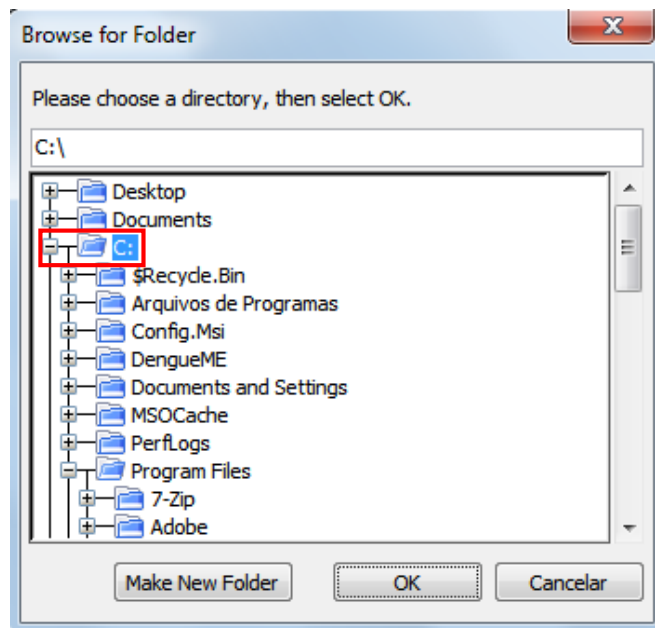 Browse for Folder
Please choose a directory, then select OK.
C:\
Desktop
Documents
C:
$Recycle.Bin
Arquivos de Programas
Config.Msi
DengueME
Documents and Settings
MSOCache
PerfLogs
Program Files
7-Zip
Adobe
Make New Folder OK Cancelar